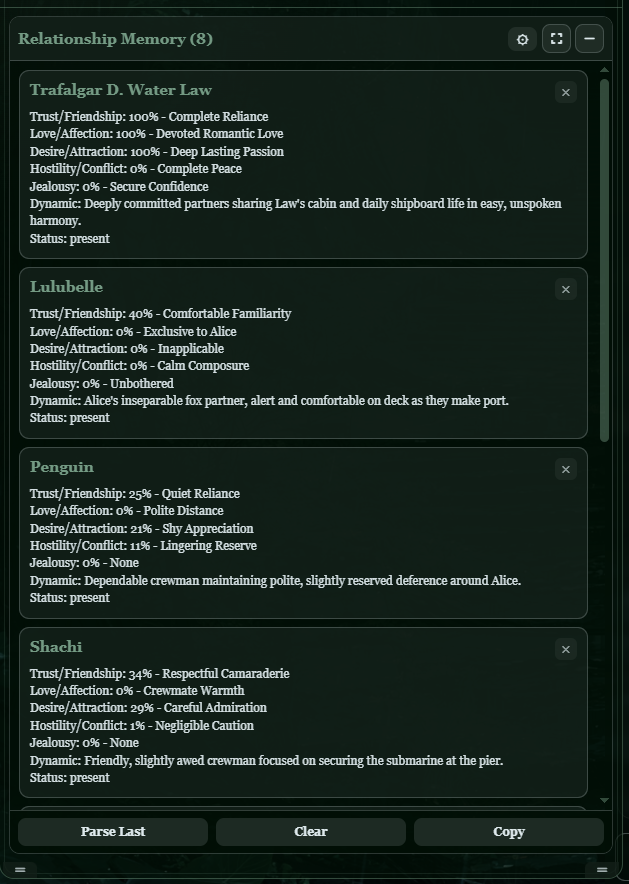 Relationship Memory (8)
Trafalgar D. Water Law
Trust/Friendship: 100% - Complete Reliance
Love/Affection: 100% - Devoted Romantic Love
Desire/Attraction: 100% - Deep Lasting Passion
Hostility/Conflict: 0% - Complete Peace
Jealousy: 0% - Secure Confidence
Dynamic: Deeply committed partners sharing Law's cabin and daily shipboard life in easy, unspoken
harmony.
Status: present
Lulubelle
Trust/Friendship: 40% - Comfortable Familiarity
Love/Affection: 0% - Exclusive to Alice
Desire/Attraction: 0% - Inapplicable
Hostility/Conflict: 0% - Calm Composure
Jealousy: 0% - Unbothered
Dynamic: Alice's inseparable fox partner, alert and comfortable on deck as they make port.
Status: present
Penguin
Trust/Friendship: 25% - Quiet Reliance
Love/Affection: 0% - Polite Distance
Desire/Attraction: 21% - Shy Appreciation
Hostility/Conflict: 11% - Lingering Reserve
Jealousy: 0% - None
Dynamic: Dependable crewman maintaining polite, slightly reserved deference around Alice.
Status: present
Shachi
Trust/Friendship: 34% - Respectful Camaraderie
Love/Affection: 0% - Crewmate Warmth
Desire/Attraction: 29% - Careful Admiration
Hostility/Conflict: 1% - Negligible Caution
Jealousy: 0% - None
Dynamic: Friendly, slightly awed crewman focused on securing the submarine at the pier.
Status: present
Parse Last
Clear
Copy